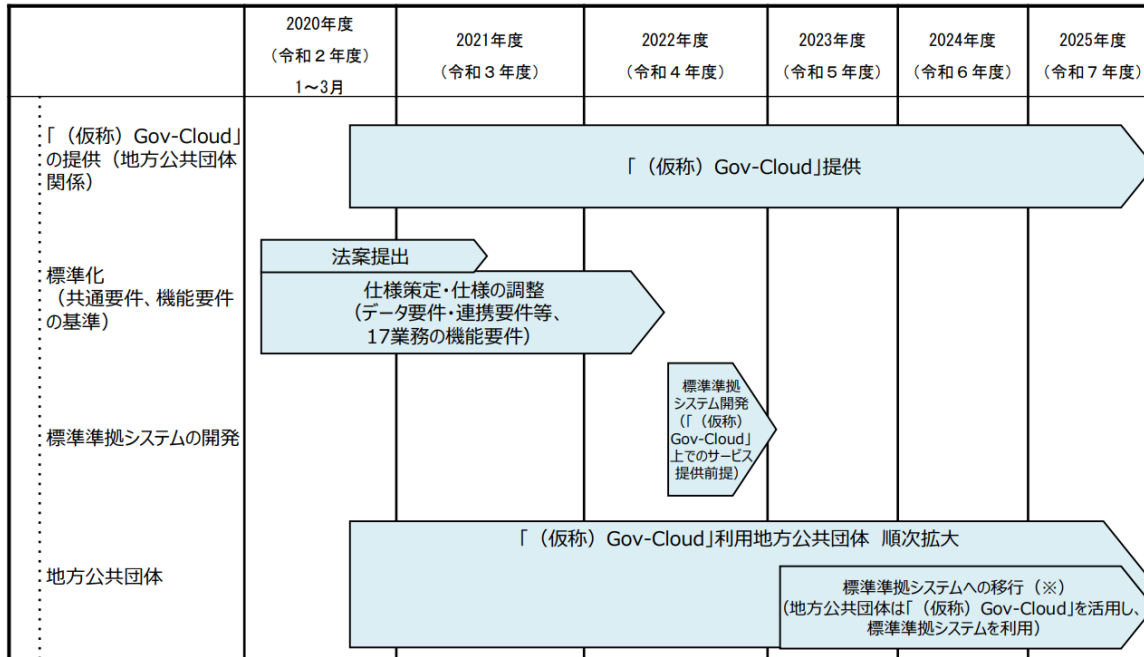 2020年度
（令和２年度）
1～3月
2021年度
（令和３年度）
2022年度
（令和４年度）
2023年度
（令和５年度）
2024年度
（令和６年度）
2025年度
（令和７年度）
「（仮称）Gov-Cloud」
の提供（地方公共団体
関係）
「（仮称）Gov-Cloud」提供
標準化
（共通要件、機能要件
の基準）
法案提出
仕様策定・仕様の調整
（データ要件・連携要件等、
17業務の機能要件）
標準準拠システムの開発
標準準拠
システム開発
（「（仮称）
Gov-Cloud」
上でのサービス
提供前提）
地方公共団体
「（仮称）Gov-Cloud」利用地方公共団体 順次拡大
標準準拠システムへの移行（※）
（地方公共団体は「（仮称）Gov-Cloud」を活用し、
標準準拠システムを利用）